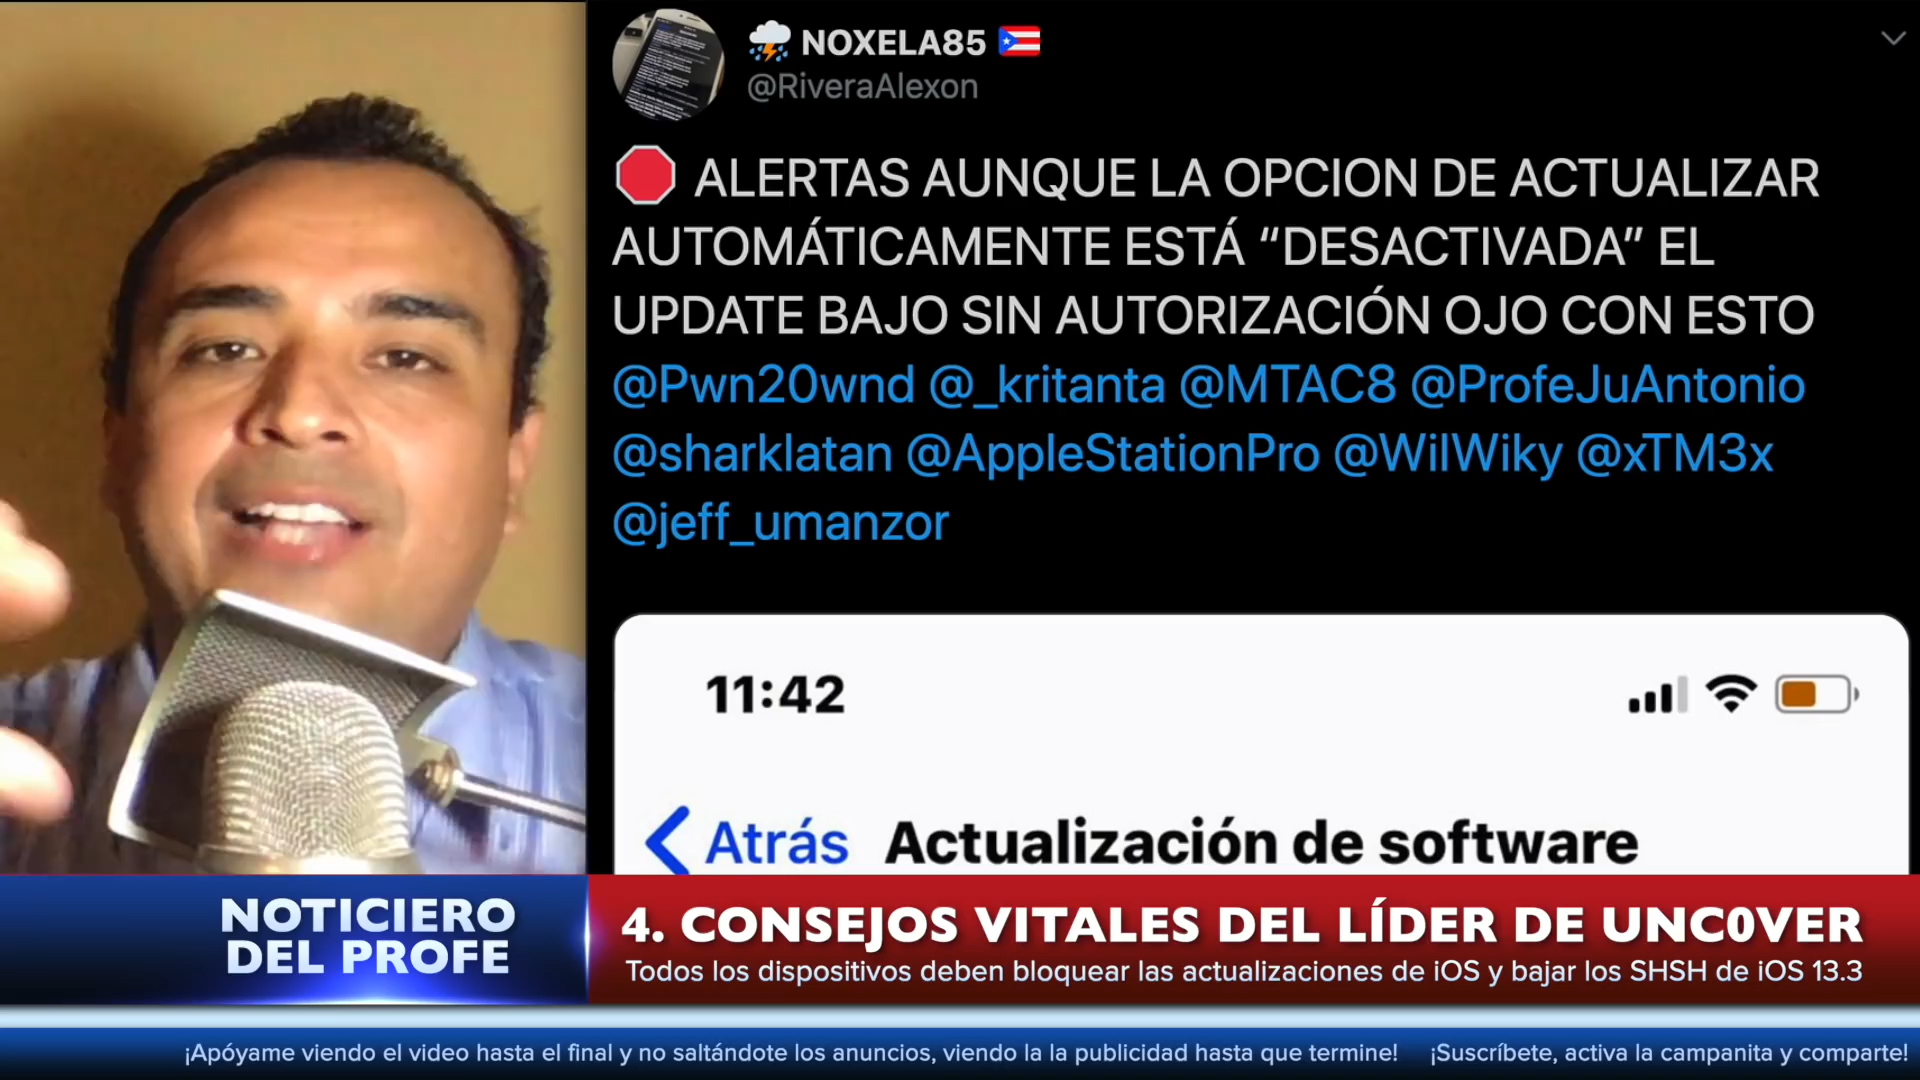 NOXELA85
@RiveraAlexon
ALERTAS AUNQUE LA OPCION DE ACTUALIZAR
AUTOMÁTICAMENTE ESTÁ “DESACTIVADA” EL
UPDATE BAJO SIN AUTORIZACIÓN OJO CON ESTO
@Pwn20wnd @_kritanta @MTAC8 @ProfeJuAntonio
@sharklatan @AppleStationPro @WilWiky @xTM3x
@jeff_umanzor
11:42
Atrás Actualización de software
NOTICIERO
DEL PROFE
4. CONSEJOS VITALES DEL LÍDER DE UNC0VER
Todos los dispositivos deben bloquear las actualizaciones de iOS y bajar los SHSH de iOS 13.3
¡Apóyame viendo el video hasta el final y no saltándote los anuncios, viendo la la publicidad hasta que termine! ¡Suscríbete, activa la campanita y comparte!